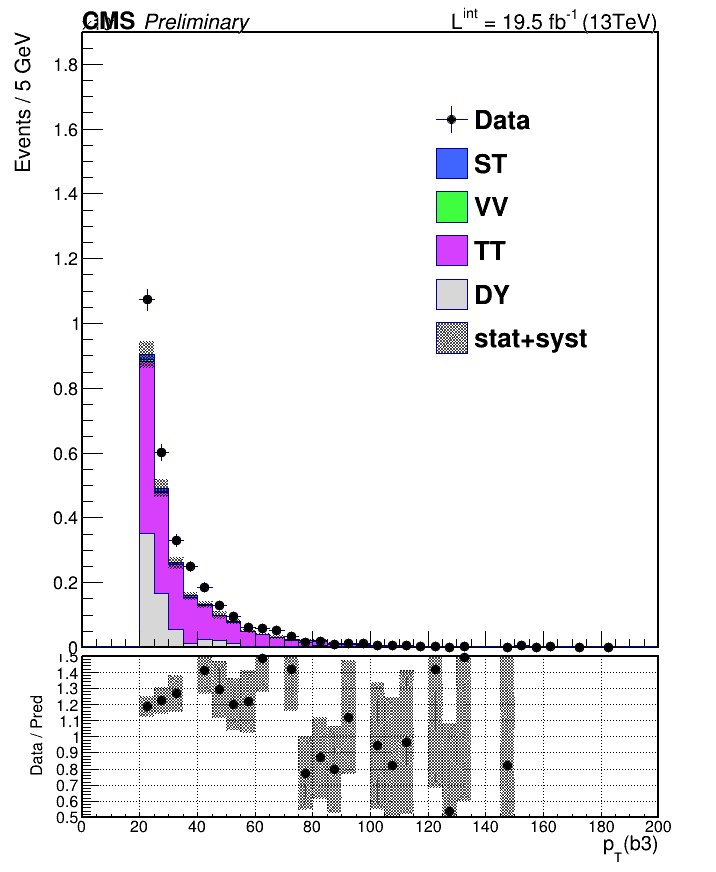 CMS Preliminary
L^int = 19.5 fb^-1 (13TeV)
Events / 5 GeV
1.8
1.6
1.4
1.2
1
0.8
0.6
0.4
0.2
0
Data
ST
VV
TT
DY
stat+syst
Data / Pred
1.5
1.4
1.3
1.2
1.1
1
0.9
0.8
0.7
0.6
0.5
0 20 40 60 80 100 120 140 160 180 200
p_T(b3)